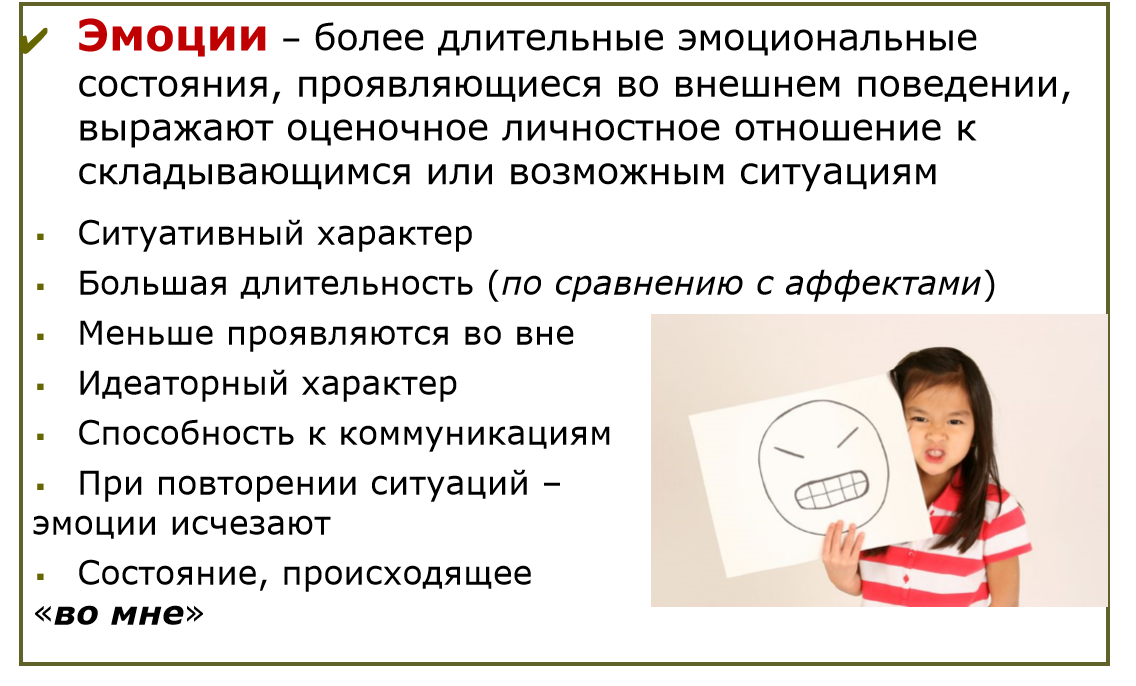 ✔ Эмоции – более длительные эмоциональные
состояния, проявляющиеся во внешнем поведении,
выражают оценочное личностное отношение к
складывающимся или возможным ситуациям
▪ Ситуативный характер
▪ Большая длительность (по сравнению с аффектами)
▪ Меньше проявляются во вне
▪ Идеаторный характер
▪ Способность к коммуникациям
▪ При повторении ситуаций –
эмоции исчезают
▪ Состояние, происходящее
«во мне»